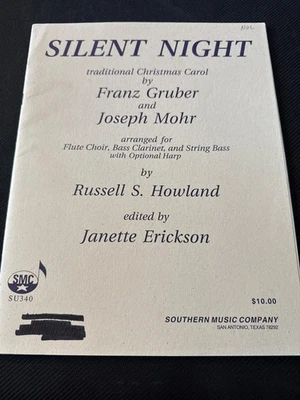 SILENT NIGHT
traditional Christmas Carol
by
Franz Gruber
and
Joseph Mohr
arranged for
Flute Choir, Bass Clarinet, and String Bass
with Optional Harp
by
Russell S. Howland
edited by
Janette Erickson
SMC
SU340
$10.00
SOUTHERN MUSIC COMPANY
SAN ANTONIO, TEXAS 78292